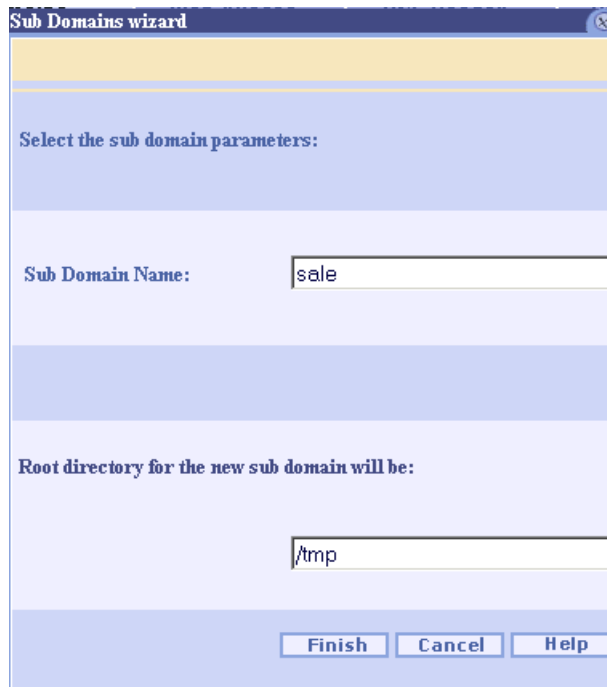 Sub Domains wizard
Select the sub domain parameters:
Sub Domain Name:
sale
Root directory for the new sub domain will be:
/tmp
Finish Cancel Help